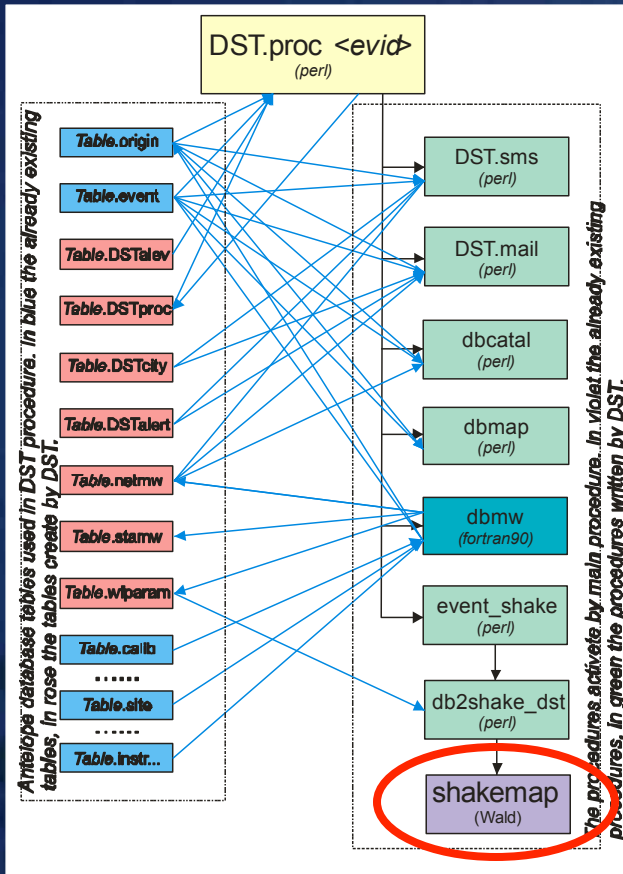 DST.proc <evid>
(perl)
Antelope database tables used in DST procedure. In blue the already existing
tables, in rose the tables create by DST.
Table.origin
Table.event
Table.DSTalev
Table.DSTproc
Table.DSTcity
Table.DSTalert
Table.netmw
Table.stamw
Table.wfparam
Table.calib
......
Table.site
......
Table.instr...
DST.sms
(perl)
DST.mail
(perl)
dbcatal
(perl)
dbmap
(perl)
dbmw
(fortran90)
event_shake
(perl)
db2shake_dst
(perl)
shakemap
(Wald)
The procedures activeta by main procedure. In violet the already existing
procedures, in green the procedures written by DST.